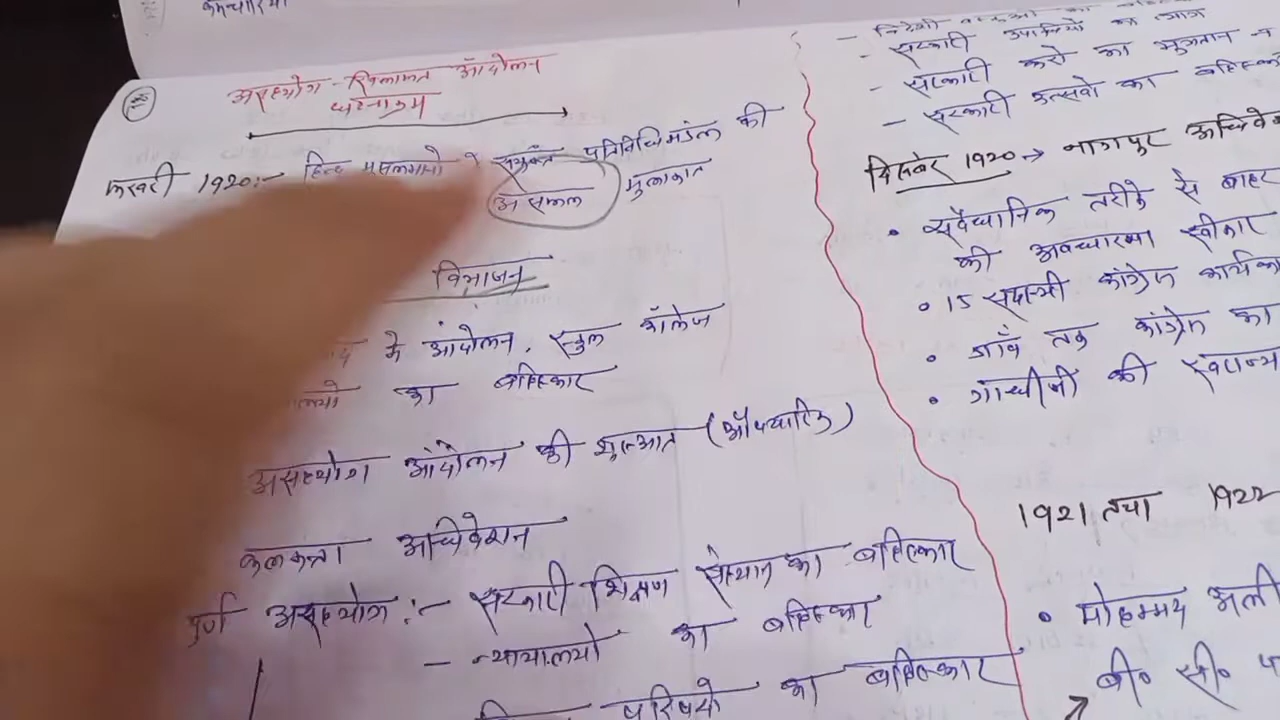 कर्मचारियो
असहयोग - खिलाफत आंदोलन
घटनाक्रम
फरवरी 1920:- हिन्दू मुसलमानो के संयुक्त प्रतिनिधिमंडल की
असफल मुलाकात
विभाजन
के आंदोलन, स्कुल कॉलेज
का बहिष्कार
असहयोग आंदोलन की शुरूआत (औपचारिक)
कलकत्ता अधिवेशन
पुर्ण असहयोग :- सरकारी शिक्षण संस्थान का बहिष्कार
- न्यायालयो का बहिष्कार
परिषदो का बहिष्कार
- सरकारी उपाधियो का त्याग
- सरकारी करो का भुगतान न
- सरकारी उत्सवो का बहिष्का
दिसंबर 1920 → नागपुर अधिवे
• संवैधानिक तरीके से बाहर
की अवधारणा स्वीकार
• 15 सदस्यी कांग्रेस कार्यका
• गाँव तक कांग्रेस का
• गांधीजी की
1921 तथा 1922
• मोहम्मद अली
बी० सी० प